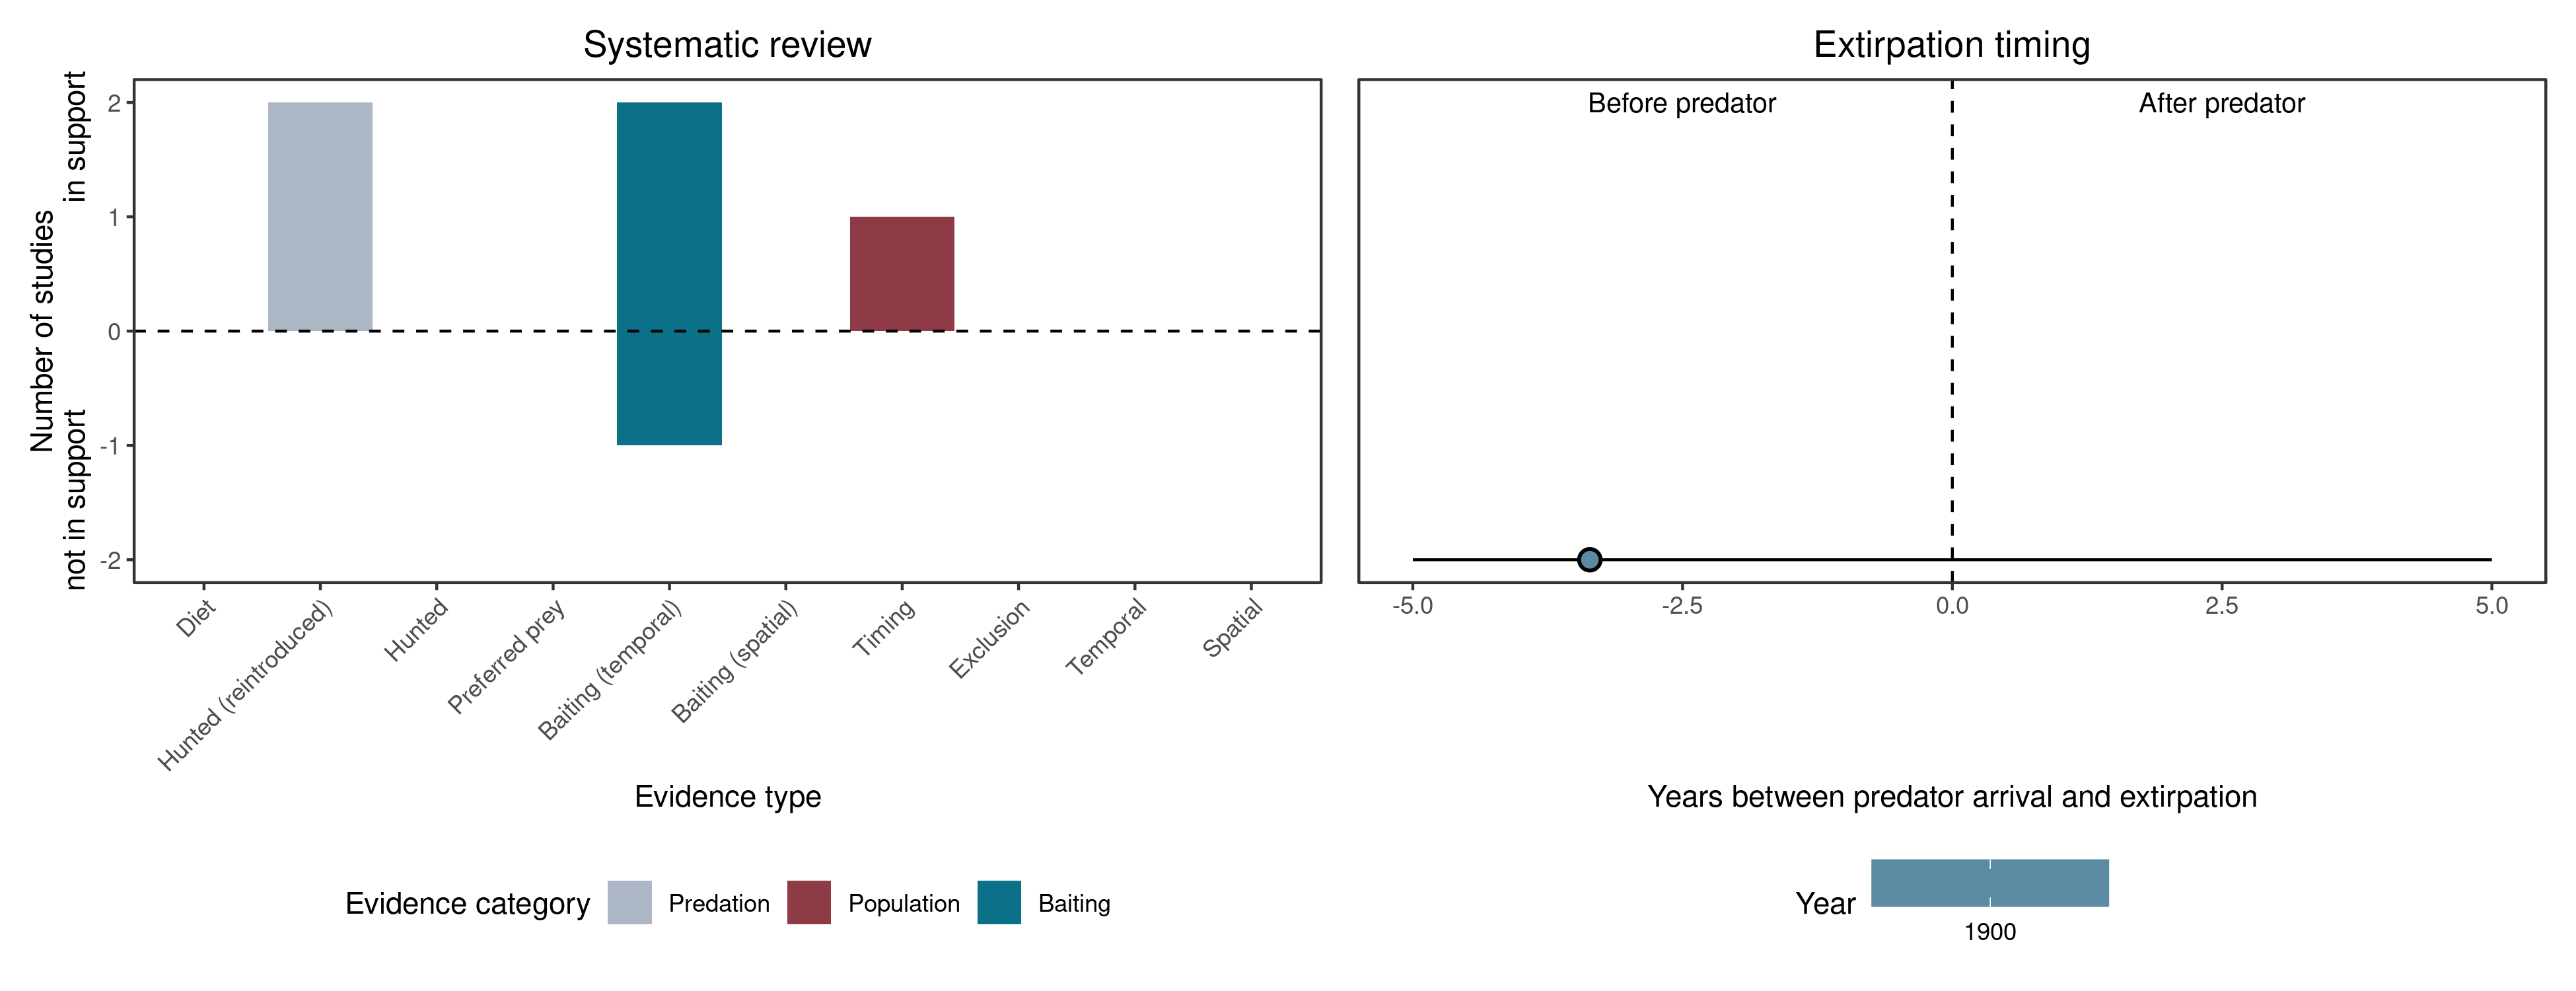 Systematic review
Number of studies
in support
not in support
2
1
0
-1
-2
Diet
Hunted (reintroduced)
Hunted
Preferred prey
Baiting (temporal)
Baiting (spatial)
Timing
Exclusion
Temporal
Spatial
Evidence type
Evidence category
Predation
Population
Baiting
Extirpation timing
Before predator
After predator
-5.0
-2.5
0.0
2.5
5.0
Years between predator arrival and extirpation
Year
1900